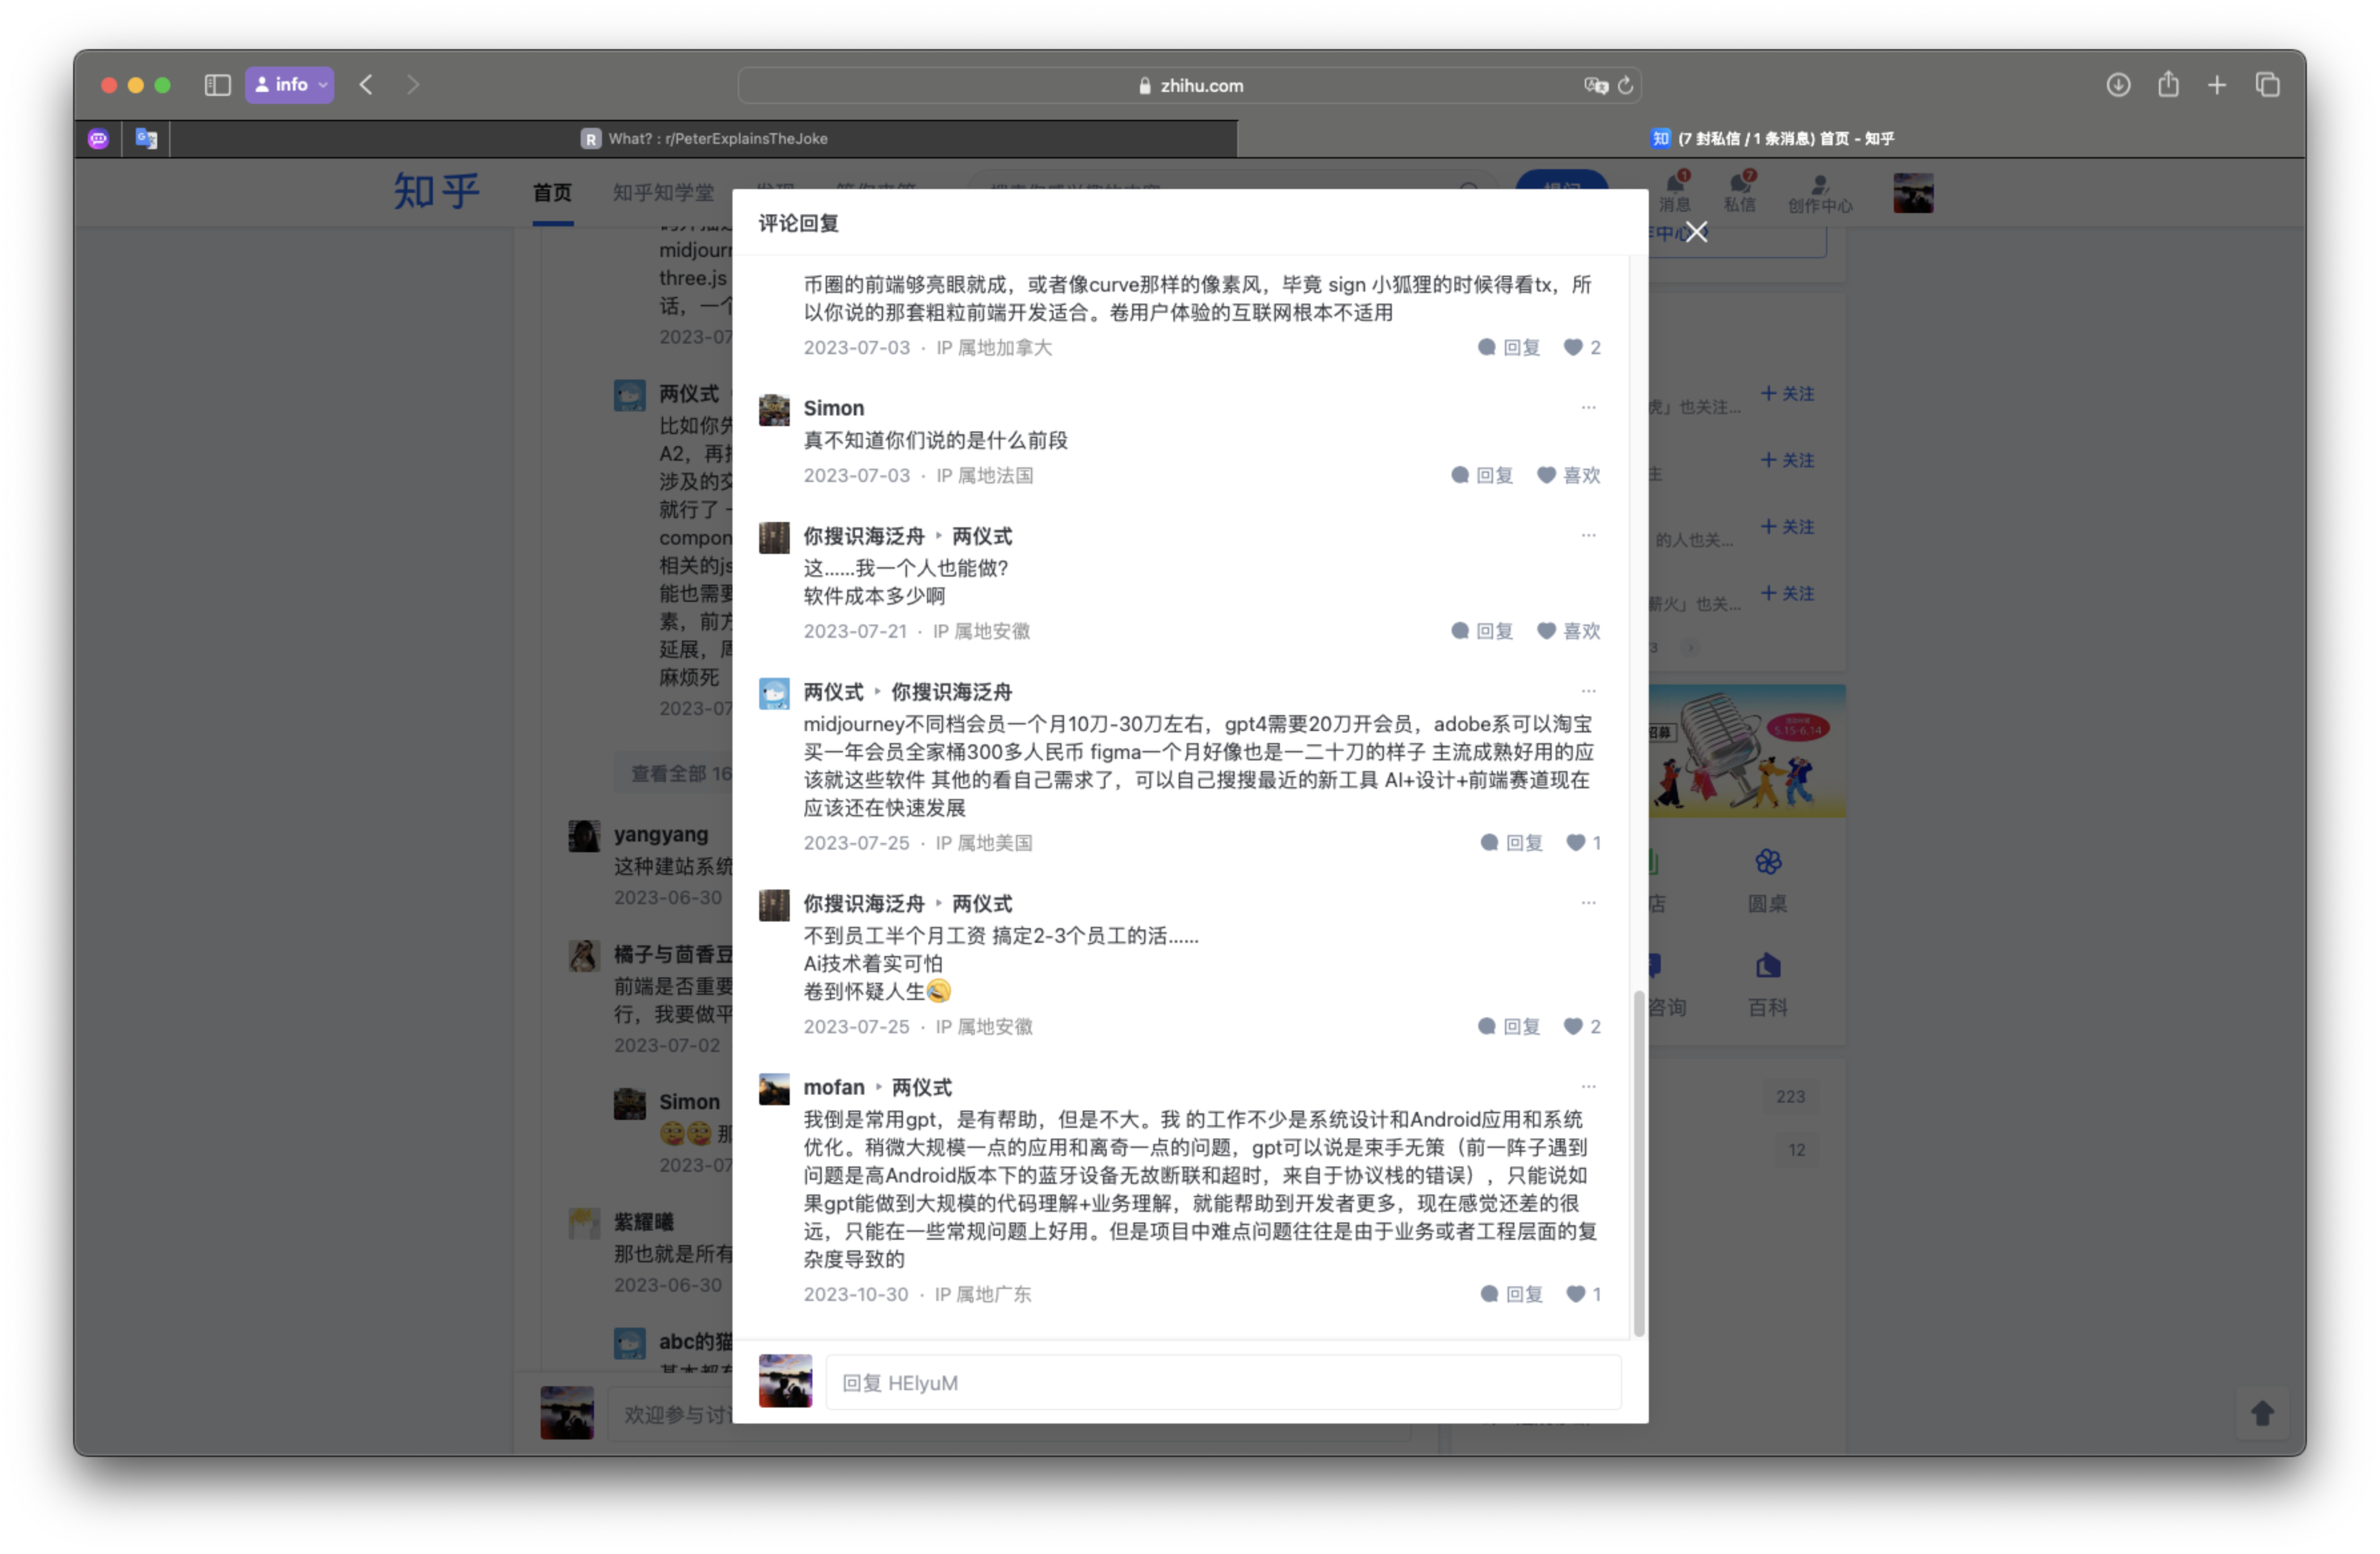 info
zhihu.com
What? : r/PeterExplainsTheJoke
(7 封私信 / 1 条消息) 首页 - 知乎
知乎
首页
知乎知学堂
1
消息
7
私信
创作中心
评论回复
币圈的前端够亮眼就成，或者像curve那样的像素风，毕竟 sign 小狐狸的时候得看tx，所
以你说的那套粗粒前端开发适合。卷用户体验的互联网根本不适用
2023-07-03 · IP 属地加拿大
回复
2
Simon
真不知道你们说的是什么前段
2023-07-03 · IP 属地法国
回复
喜欢
你搜识海泛舟
两仪式
这......我一个人也能做?
软件成本多少啊
2023-07-21 · IP 属地安徽
回复
喜欢
两仪式
你搜识海泛舟
midjourney不同档会员一个月10刀-30刀左右，gpt4需要20刀开会员，adobe系可以淘宝
买一年会员全家桶300多人民币 figma一个月好像也是一二十刀的样子 主流成熟好用的应
该就这些软件 其他的看自己需求了，可以自己搜搜最近的新工具 AI+设计+前端赛道现在
应该还在快速发展
2023-07-25 · IP 属地美国
回复
1
你搜识海泛舟
两仪式
不到员工半个月工资 搞定2-3个员工的活......
Ai技术着实可怕
卷到怀疑人生
2023-07-25 · IP 属地安徽
回复
2
mofan
两仪式
我倒是常用gpt，是有帮助，但是不大。我 的工作不少是系统设计和Android应用和系统
优化。稍微大规模一点的应用和离奇一点的问题，gpt可以说是束手无策（前一阵子遇到
问题是高Android版本下的蓝牙设备无故断联和超时，来自于协议栈的错误），只能说如
果gpt能做到大规模的代码理解+业务理解，就能帮助到开发者更多，现在感觉还差的很
远，只能在一些常规问题上好用。但是项目中难点问题往往是由于业务或者工程层面的复
杂度导致的
2023-10-30 · IP 属地广东
回复
1
回复 HElyuM
midjour
three.js
话，一个
2023-07
两仪式
比如你先
A2，再把
涉及的交
就行了
compon
相关的js
能也需要
素，前方
延展，周
麻烦死
2023-07
查看全部 16
yangyang
这种建站系统
2023-06-30
橘子与茴香豆
前端是否重要
行，我要做平
2023-07-02
Simon
那
2023-07
紫耀曦
那也就是所有
2023-06-30
abc的猫
欢迎参与讨
关注
虎」也关注...
关注
主
关注
的人也关...
关注
薪火」也关...
3
招募
5.15-6.14
店
圆桌
咨询
百科
223
12